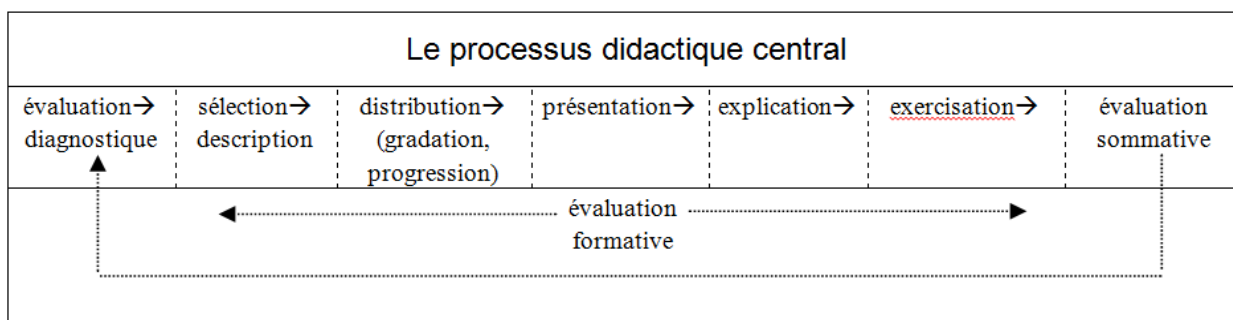 Le processus didactique central
évaluation→
diagnostique
sélection→
description
distribution→
(gradation,
progression)
présentation→
explication→
exercisation→
évaluation
sommative
évaluation
formative